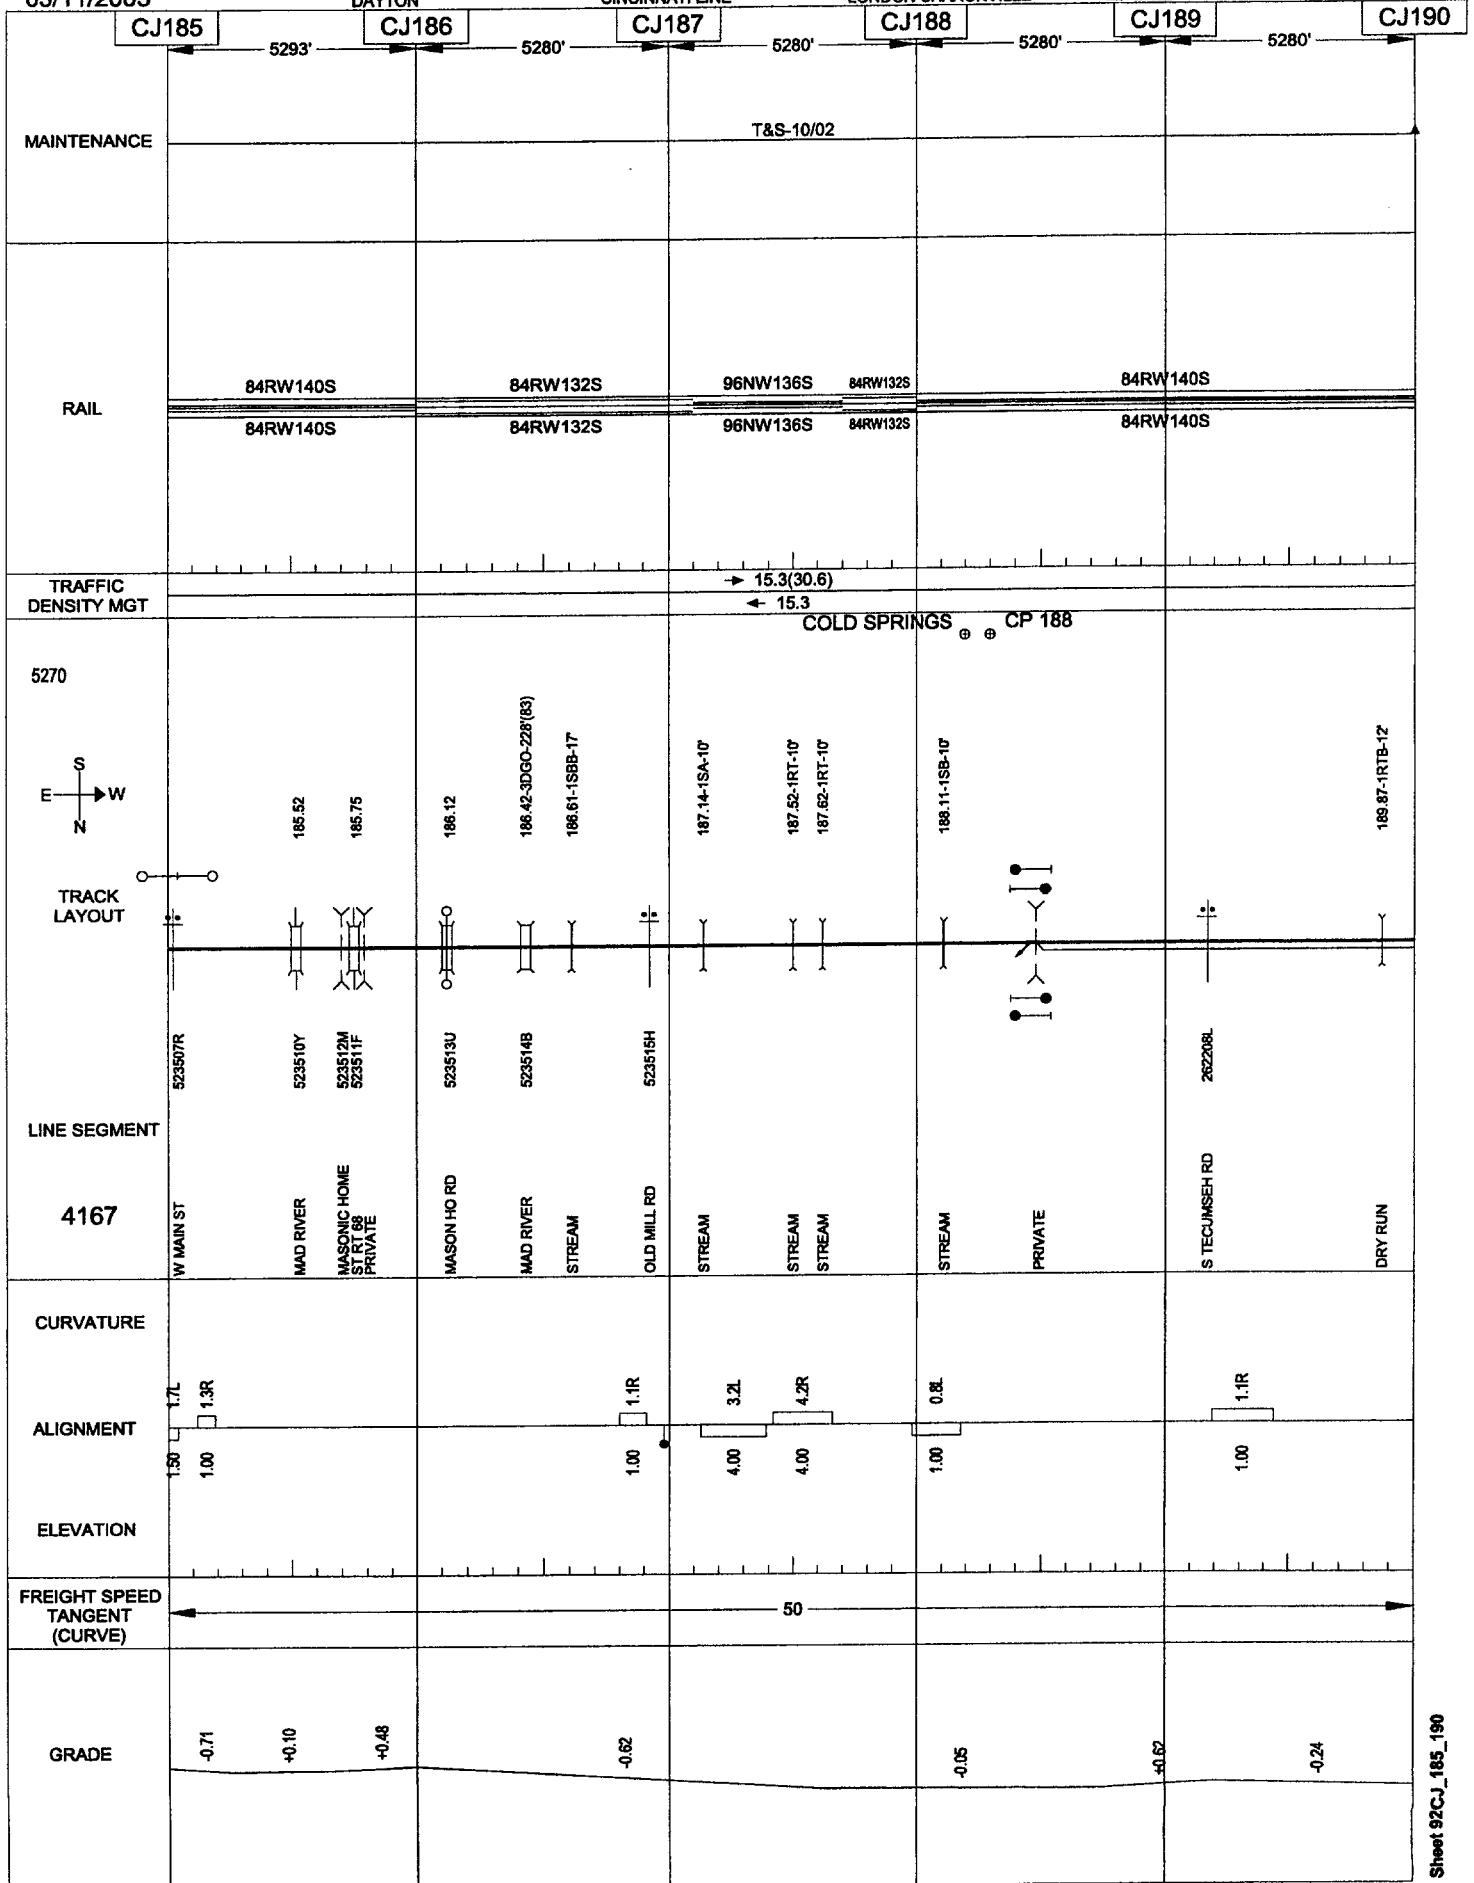 DAYTON
CJ185 CJ186 CJ187 CJ188 CJ189 CJ190
5293' 5280' 5280' 5280' 5280'
MAINTENANCE
T&S-10/02
84RW140S 84RW132S 96NW136S 84RW132S 84RW140S
RAIL
84RW140S 84RW132S 96NW136S 84RW132S 84RW140S
TRAFFIC
DENSITY MGT
15.3(30.6)
15.3
COLD SPRINGS CP 188
5270
S
E W
N
185.52
185.75
186.12
186.42-3DGO-228'(83)
186.61-1SBB-17'
187.14-1SA-10'
187.52-1RT-10'
187.62-1RT-10'
188.11-1SB-10'
189.87-1RTB-12'
TRACK
LAYOUT
523507R
523510Y
523512M
523511F
523513U
523514B
523515H
262208L
LINE SEGMENT
4167
W MAIN ST
MAD RIVER
MASONIC HOME
ST RT 68
PRIVATE
MASON HO RD
MAD RIVER
STREAM
OLD MILL RD
STREAM
STREAM
STREAM
STREAM
PRIVATE
S TECUMSEH RD
DRY RUN
CURVATURE
1.7L 1.3R 1.1R 3.2L 4.2R 0.8L 1.1R
ALIGNMENT
1.50 1.00 1.00 4.00 4.00 1.00 1.00
ELEVATION
FREIGHT SPEED
TANGENT
(CURVE)
50
GRADE
-0.71 +0.10 +0.48 -0.62 -0.05 +0.62 -0.24
Sheet 92CJ_185_190